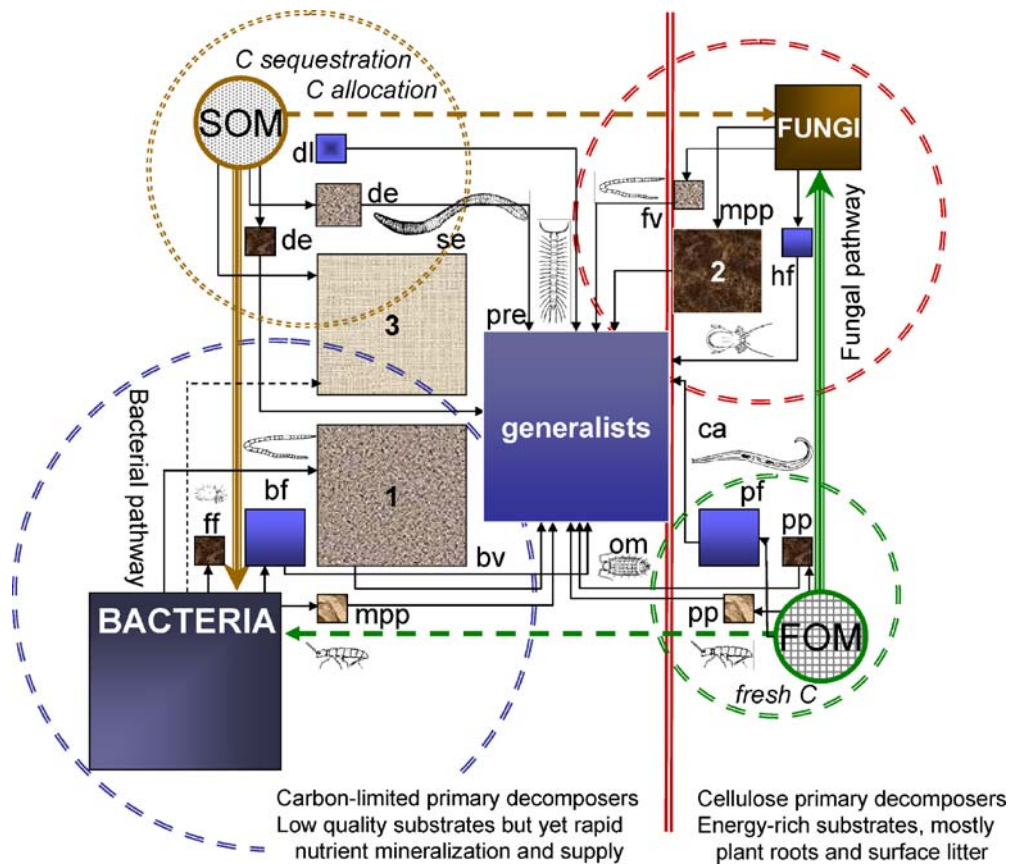 C sequestration
C allocation
SOM
FUNGI
dl
de
fv
mpp
de
se
2
hf
3
pre
Fungal pathway
generalists
ca
Bacterial pathway
1
bf
pf
ff
pp
bv
om
BACTERIA
mpp
pp
FOM
fresh C
Carbon-limited primary decomposers
Low quality substrates but yet rapid
nutrient mineralization and supply
Cellulose primary decomposers
Energy-rich substrates, mostly
plant roots and surface litter